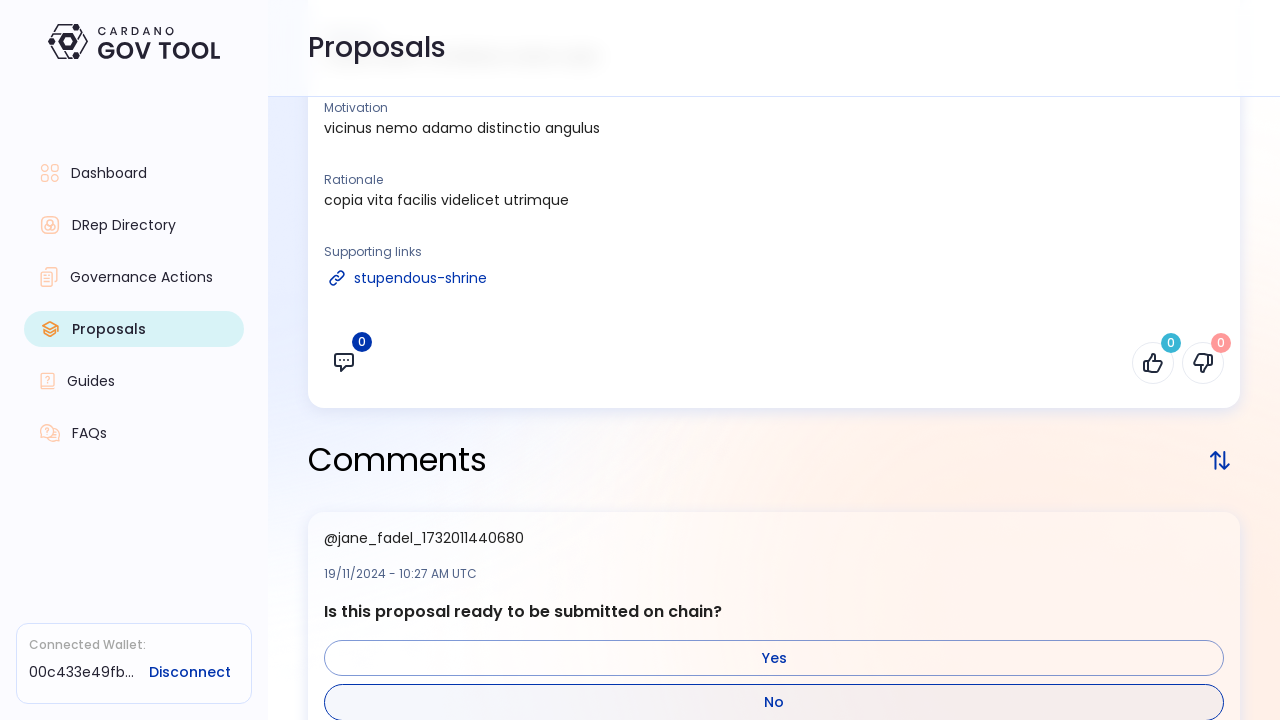 CARDANO
GOV TOOL
Proposals
Motivation
vicinus nemo adamo distinctio angulus
Dashboard
Rationale
copia vita facilis videlicet utrimque
DRep Directory
Supporting links
Governance Actions
stupendous-shrine
Proposals
0
0
0
Guides
FAQs
Comments
@jane_fadel_1732011440680
19/11/2024 - 10:27 AM UTC
Is this proposal ready to be submitted on chain?
Connected Wallet:
00c433e49fb...
Disconnect
Yes
No